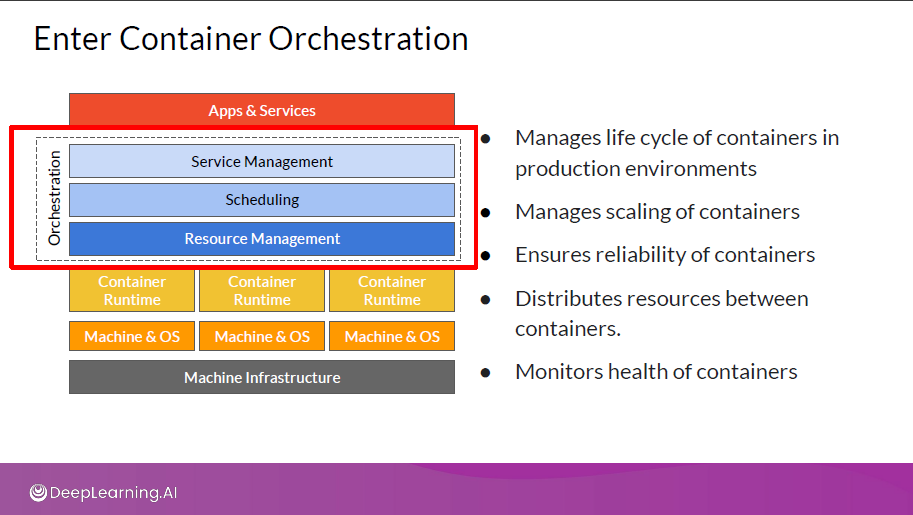 Enter Container Orchestration
Apps & Services
Orchestration
Service Management
Scheduling
Resource Management
Container Runtime
Container Runtime
Container Runtime
Machine & OS
Machine & OS
Machine & OS
Machine Infrastructure
● Manages life cycle of containers in
production environments
● Manages scaling of containers
● Ensures reliability of containers
● Distributes resources between
containers.
● Monitors health of containers
DeepLearning.AI